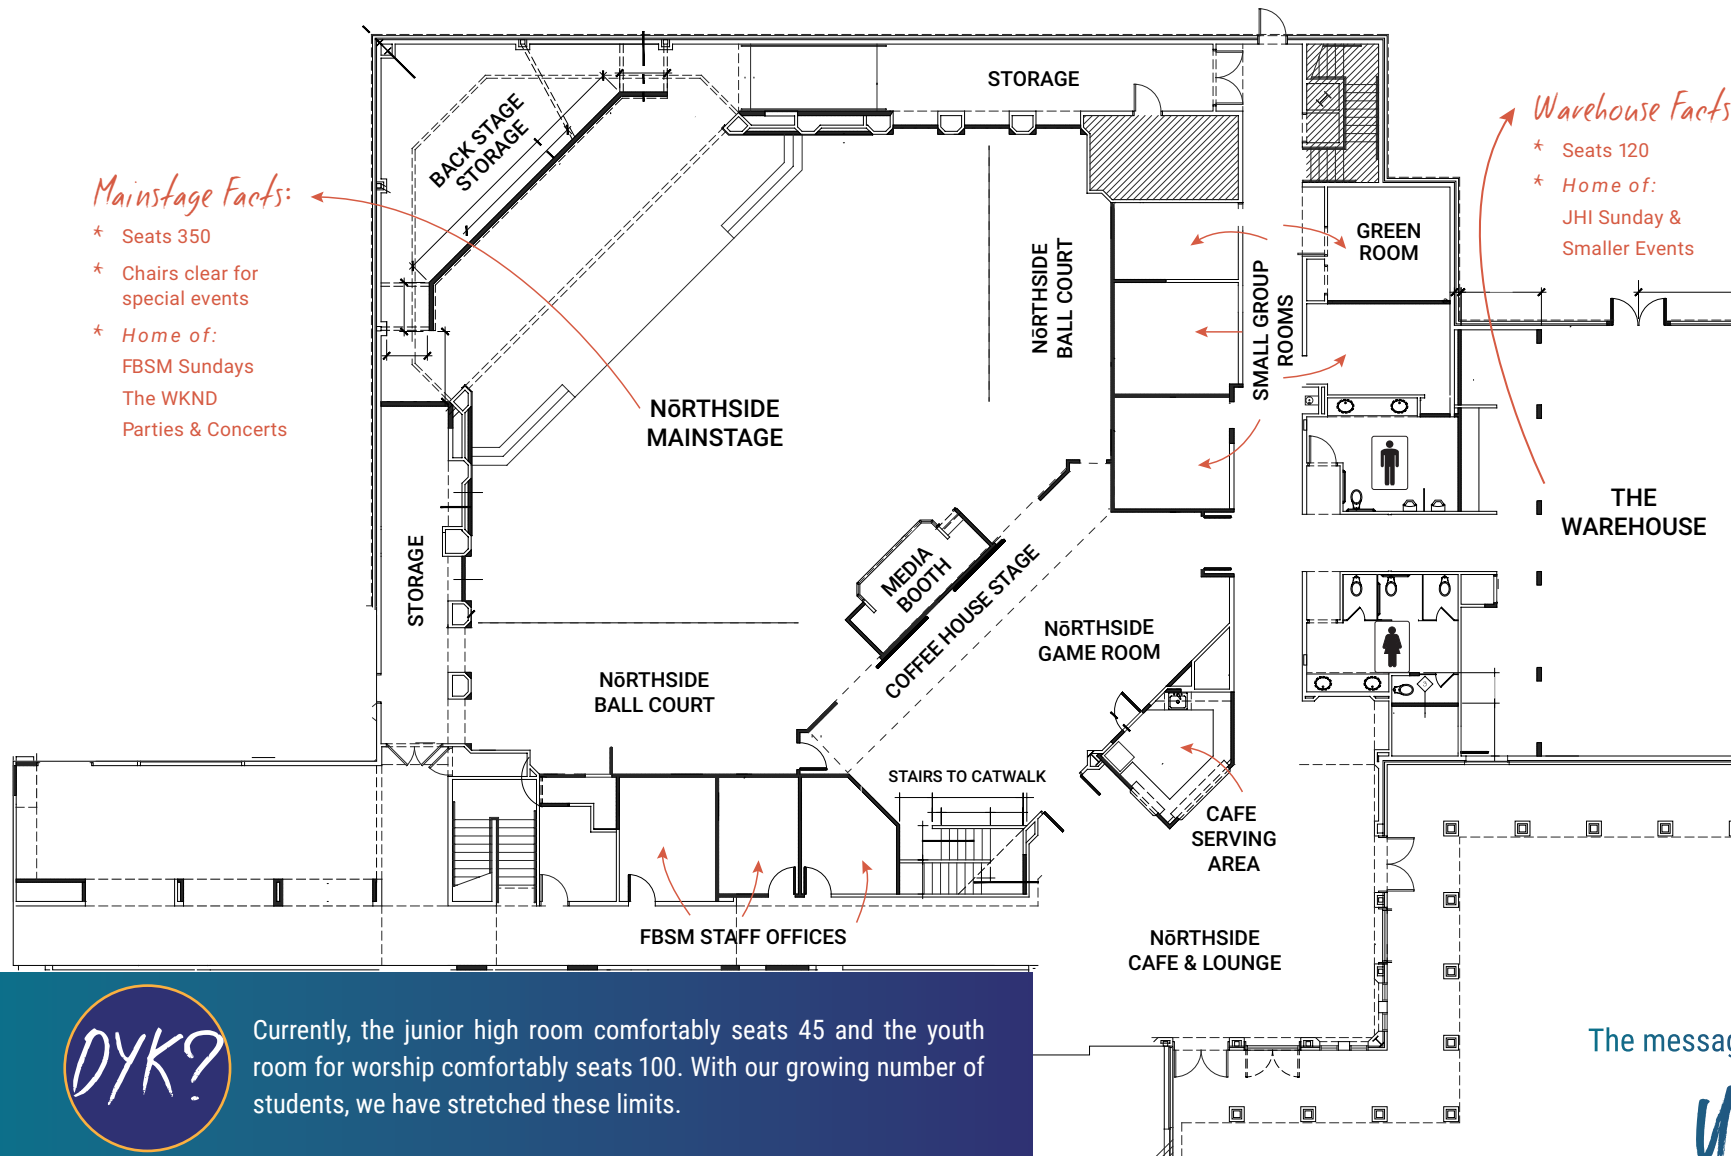 Mainstage Facts:
* Seats 350
* Chairs clear for
special events
* Home of:
FBSM Sundays
The WKND
Parties & Concerts
BACK STAGE
STORAGE
STORAGE
Warehouse Facts
* Seats 120
* Home of:
JHI Sunday &
Smaller Events
GREEN
ROOM
NōRTHSIDE
BALL COURT
SMALL GROUP
ROOMS
NōRTHSIDE
MAINSTAGE
THE
WAREHOUSE
STORAGE
MEDIA
BOOTH
COFFEE HOUSE STAGE
NōRTHSIDE
GAME ROOM
NōRTHSIDE
BALL COURT
STAIRS TO CATWALK
CAFE
SERVING
AREA
FBSM STAFF OFFICES
NōRTHSIDE
CAFE & LOUNGE
DYK?
Currently, the junior high room comfortably seats 45 and the youth
room for worship comfortably seats 100. With our growing number of
students, we have stretched these limits.
The messag